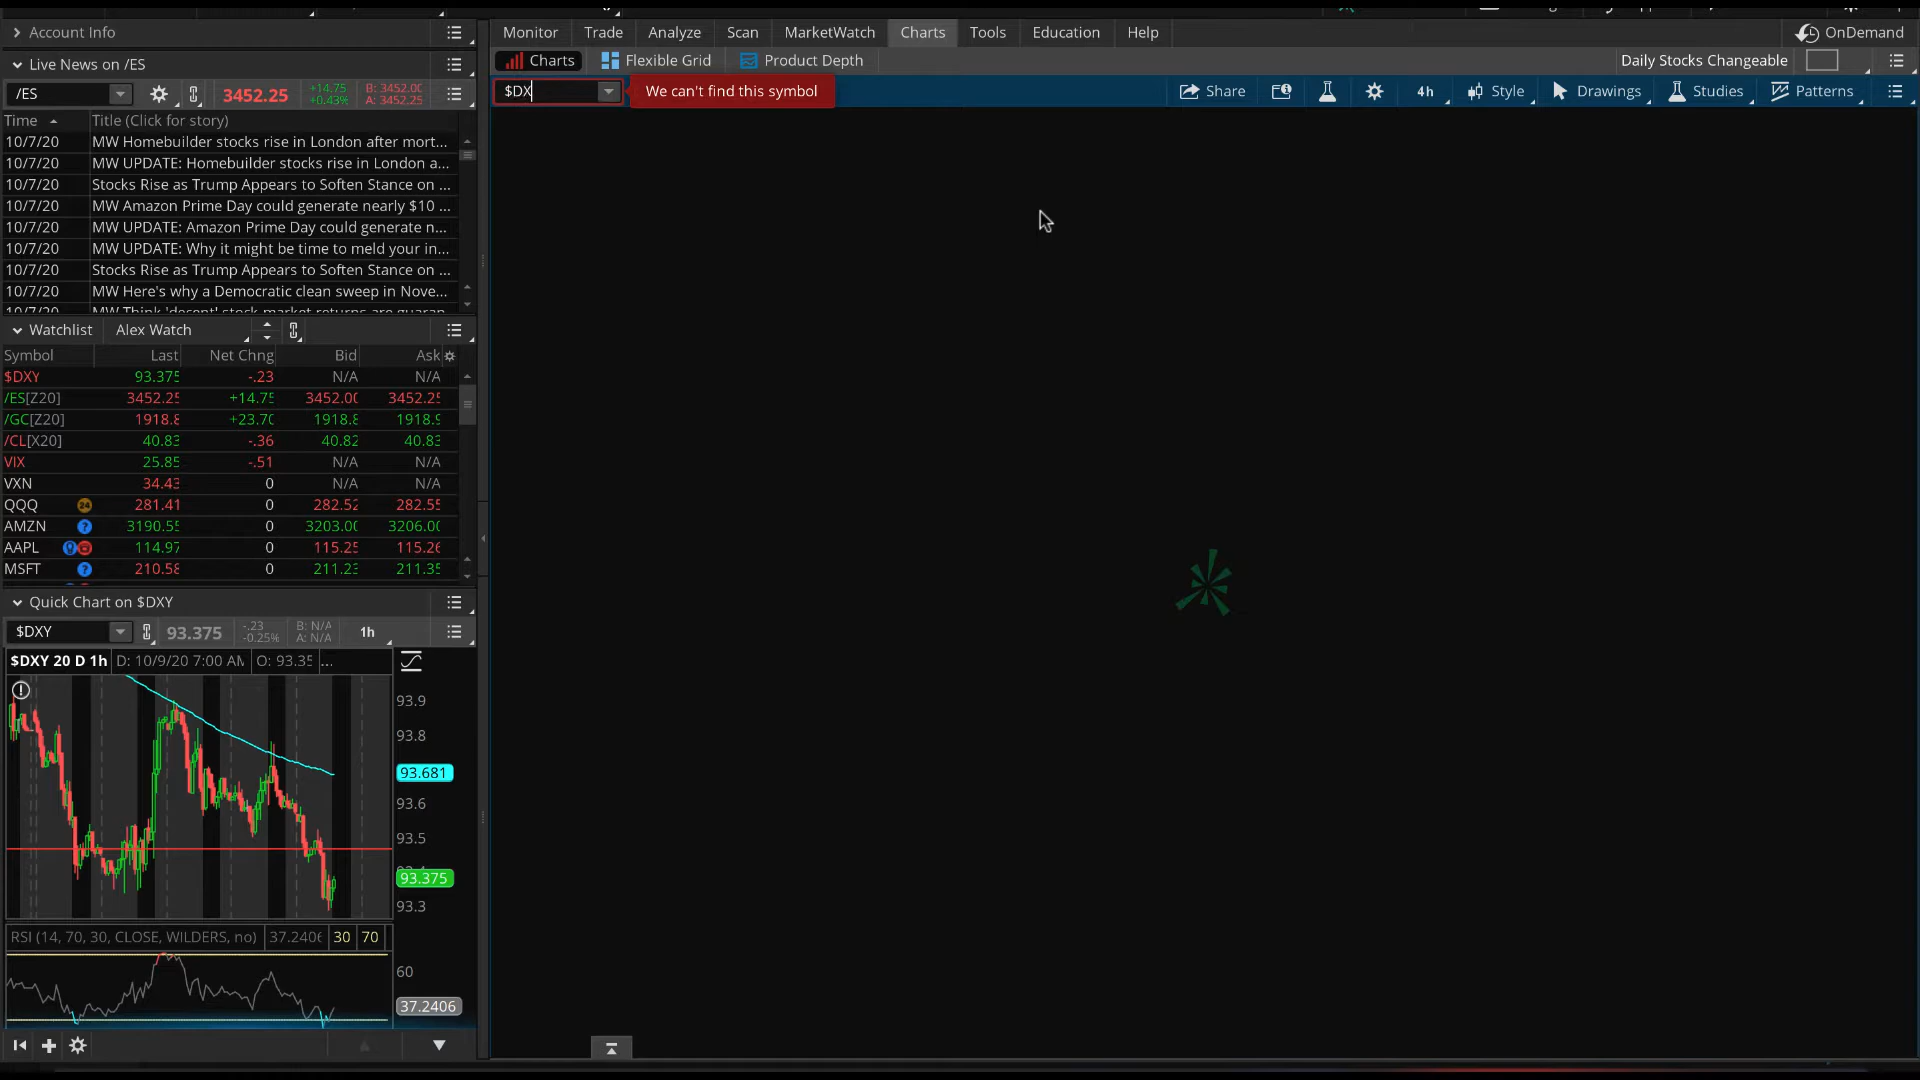 Account Info
Live News on /ES
/ES
3452.25
+14.75
+0.43%
B: 3452.00
A: 3452.25
Time
Title (Click for story)
10/7/20 MW Homebuilder stocks rise in London after mort...
10/7/20 MW UPDATE: Homebuilder stocks rise in London a...
10/7/20 Stocks Rise as Trump Appears to Soften Stance on ...
10/7/20 MW Amazon Prime Day could generate nearly $10 ...
10/7/20 MW UPDATE: Amazon Prime Day could generate n...
10/7/20 MW UPDATE: Why it might be time to meld your in...
10/7/20 Stocks Rise as Trump Appears to Soften Stance on ...
10/7/20 MW Here's why a Democratic clean sweep in Nove...
10/7/20 MW Think 'decent' stock-market returns are guaran...
Watchlist Alex Watch
Symbol Last Net Chng Bid Ask
$DXY 93.375 -.23 N/A N/A
/ES[Z20] 3452.25 +14.75 3452.00 3452.25
/GC[Z20] 1918.8 +23.70 1918.8 1918.9
/CL[X20] 40.83 -.36 40.82 40.83
VIX 25.85 -.51 N/A N/A
VXN 34.43 0 N/A N/A
QQQ 24 281.41 0 282.52 282.55
AMZN ? 3190.55 0 3203.00 3206.00
AAPL 114.97 0 115.25 115.26
MSFT ? 210.58 0 211.23 211.35
Quick Chart on $DXY
$DXY
93.375
-.23
-0.25%
B: N/A
A: N/A
1h
$DXY 20 D 1h D: 10/9/20 7:00 AM O: 93.35 ...
93.9
93.8
93.681
93.6
93.5
93.375
93.3
RSI (14, 70, 30, CLOSE, WILDERS, no) 37.2406 30 70
60
37.2406
Monitor Trade Analyze Scan MarketWatch Charts Tools Education Help
OnDemand
Charts Flexible Grid Product Depth
Daily Stocks Changeable
$DX
We can't find this symbol
Share 4h Style Drawings Studies Patterns